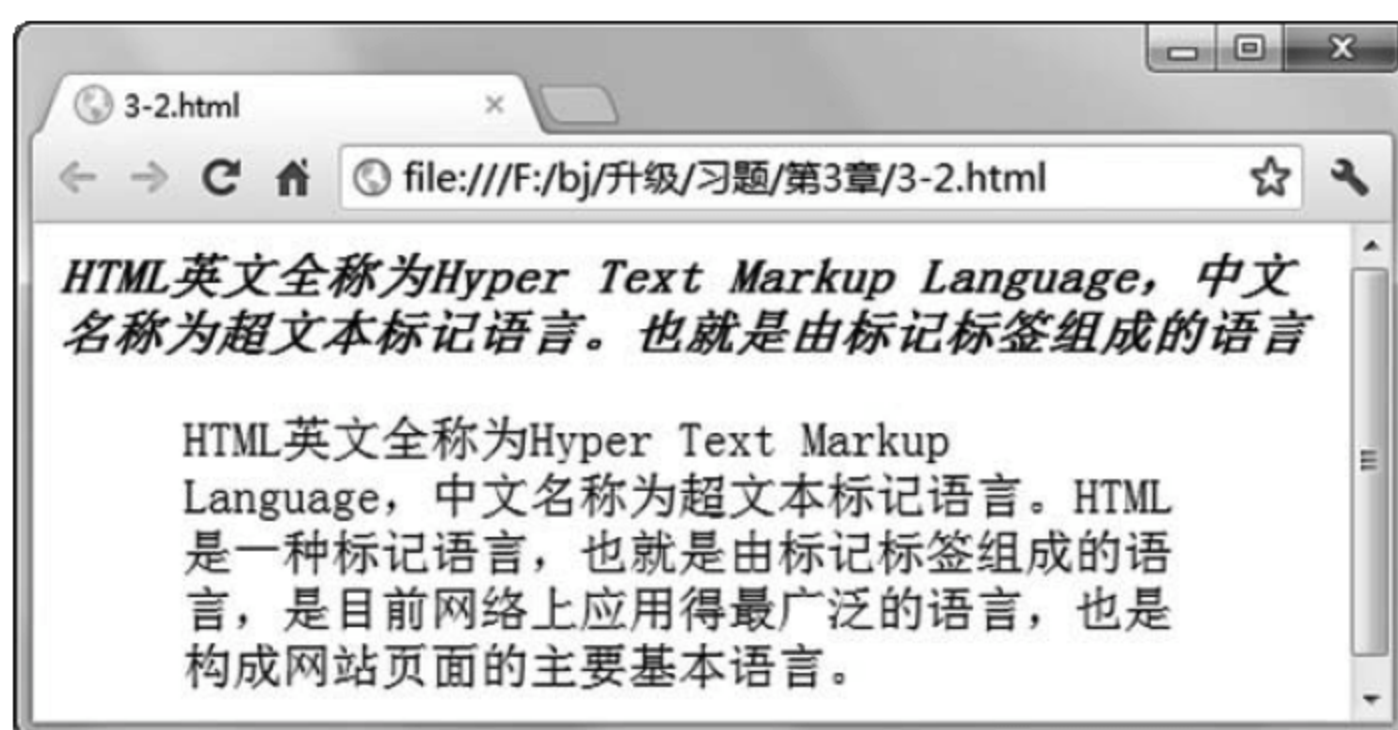 3-2.html
file:///F:/bj/升级/习题/第3章/3-2.html
HTML英文全称为Hyper Text Markup Language，中文
名称为超文本标记语言。也就是由标记标签组成的语言
HTML英文全称为Hyper Text Markup
Language，中文名称为超文本标记语言。HTML
是一种标记语言，也就是由标记标签组成的语
言，是目前网络上应用得最广泛的语言，也是
构成网站页面的主要基本语言。